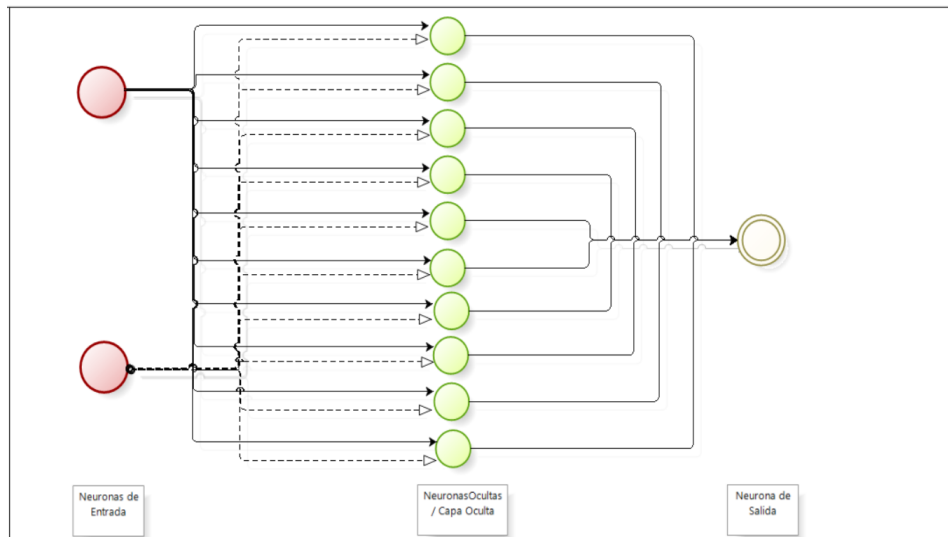 Neuronas de
Entrada
NeuronasOcultas
/ Capa Oculta
Neurona de
Salida